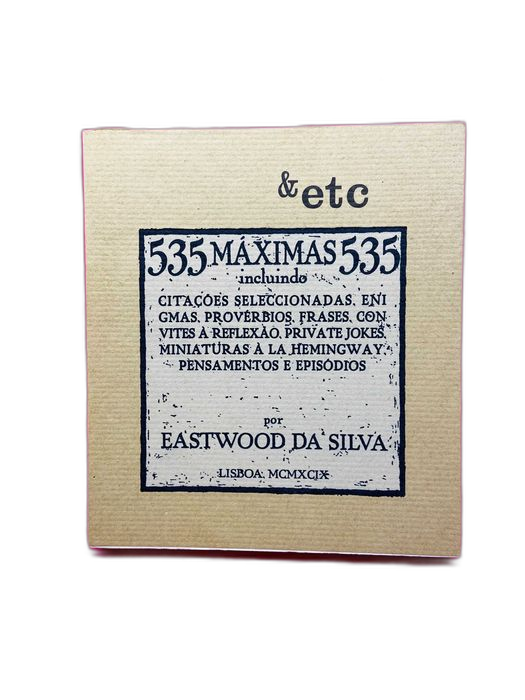 &etc
535 MÁXIMAS 535
incluindo
CITAÇÕES SELECCIONADAS, ENI
GMAS, PROVÉRBIOS, FRASES, CON
VITES À REFLEXÃO, PRIVATE JOKES,
MINIATURAS À LA HEMINGWAY,
PENSAMENTOS E EPISÓDIOS
por
EASTWOOD DA SILVA
LISBOA, MCMXCIX